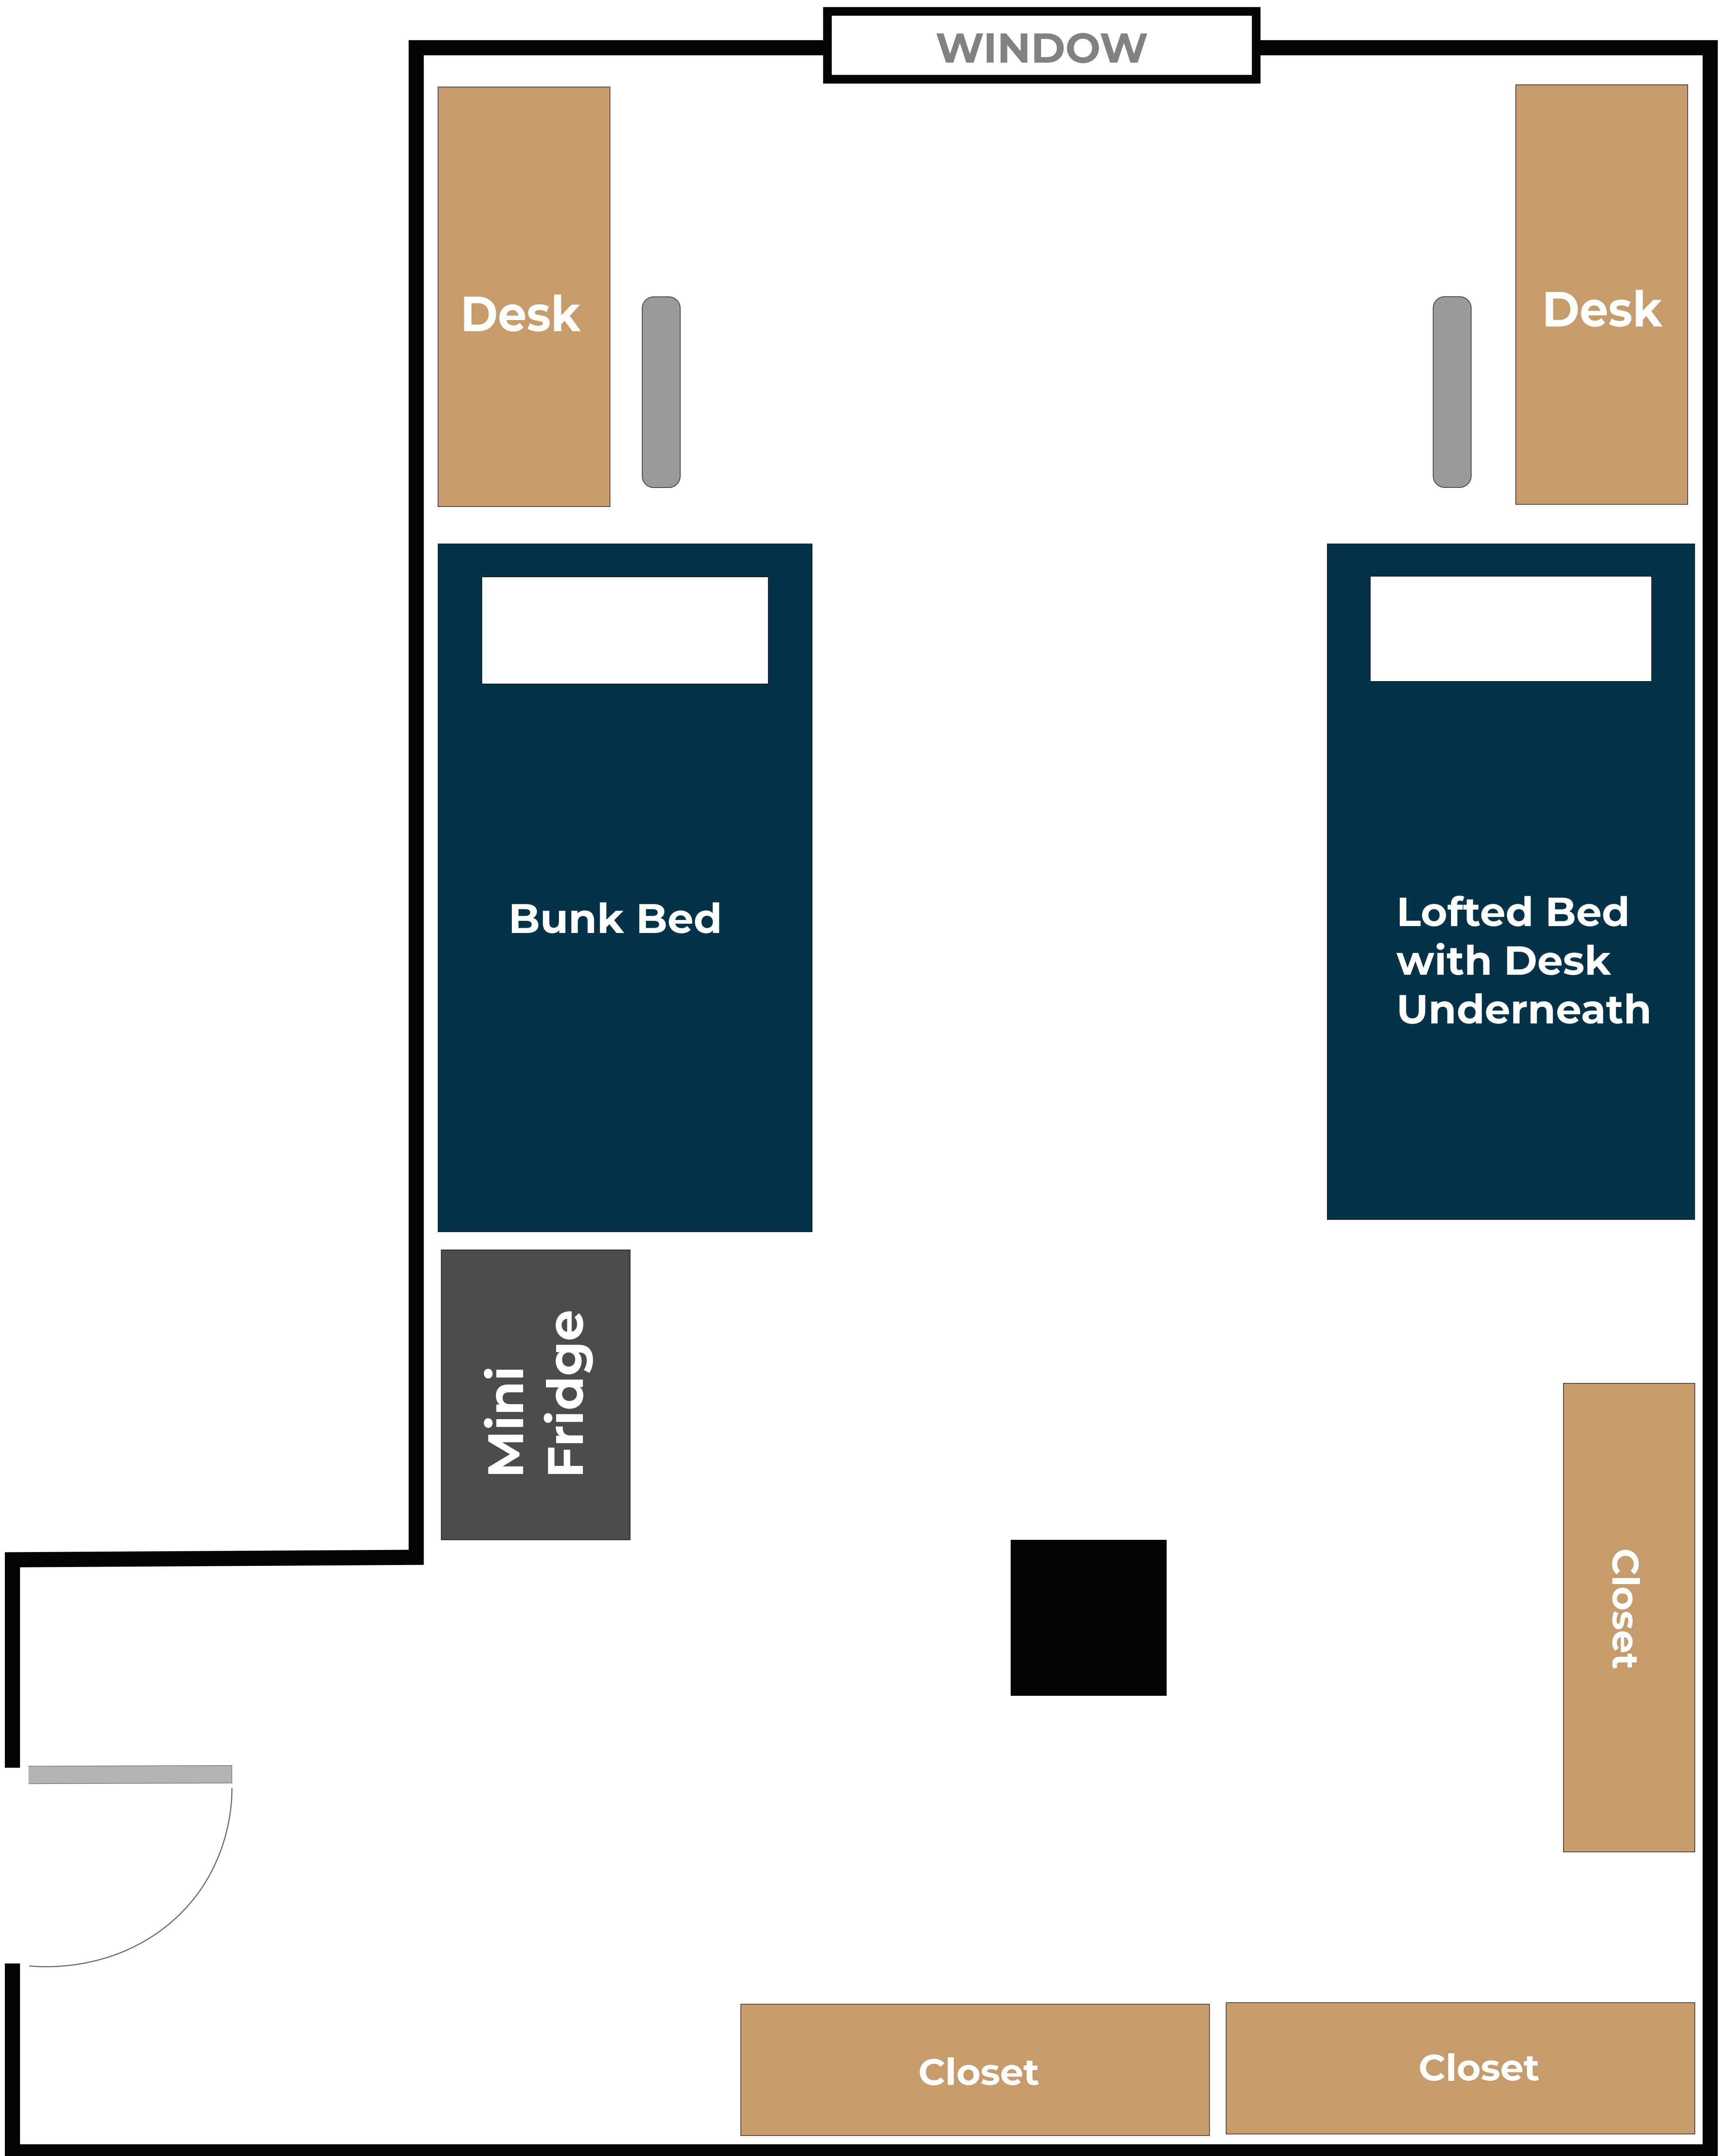 WINDOW
Desk
Desk
Bunk Bed
Lofted Bed
with Desk
Underneath
Mini
Fridge
Closet
Closet
Closet